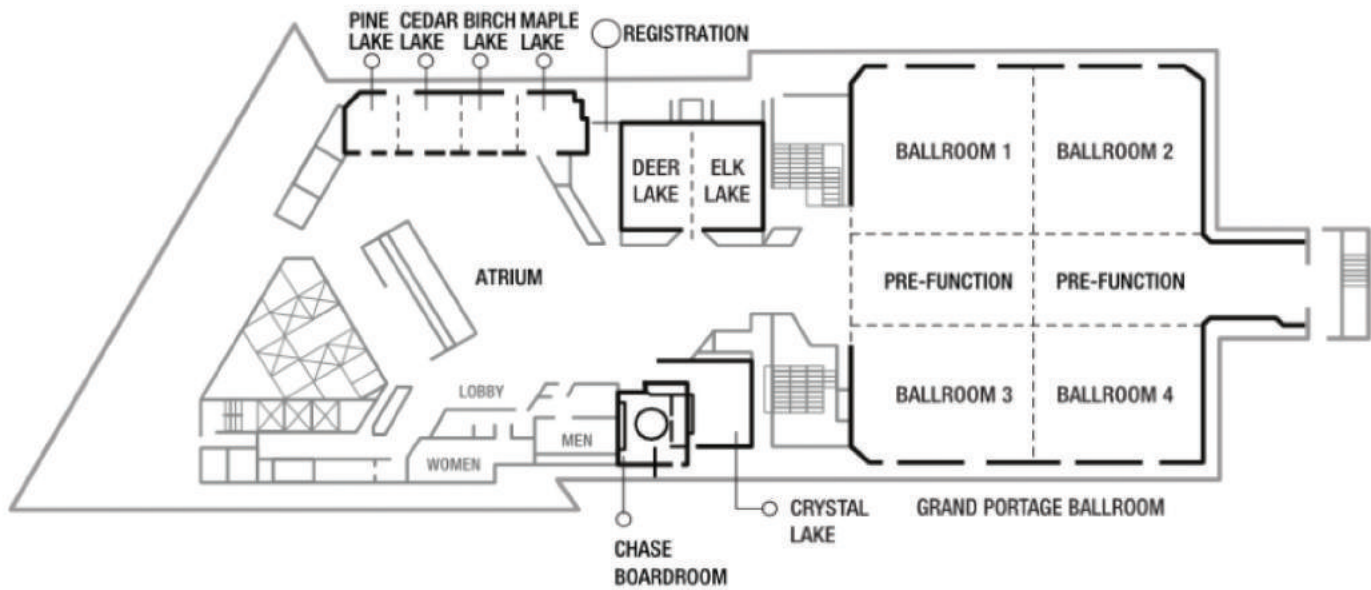 PINE LAKE
CEDAR LAKE
BIRCH LAKE
MAPLE LAKE
REGISTRATION
DEER LAKE
ELK LAKE
BALLROOM 1
BALLROOM 2
ATRIUM
PRE-FUNCTION
PRE-FUNCTION
LOBBY
BALLROOM 3
BALLROOM 4
MEN
WOMEN
CRYSTAL
LAKE
GRAND PORTAGE BALLROOM
CHASE
BOARDROOM